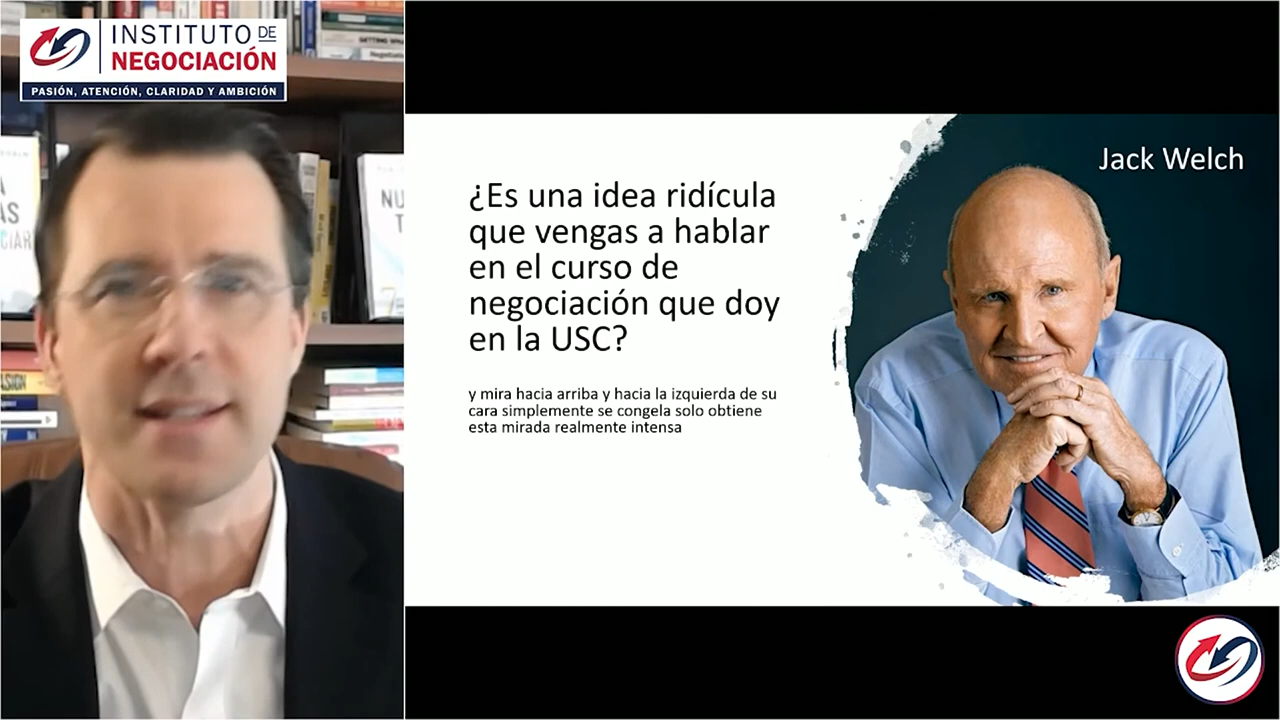 INSTITUTO DE
NEGOCIACIÓN
PASIÓN, ATENCIÓN, CLARIDAD Y AMBICIÓN
Jack Welch
¿Es una idea ridícula
que vengas a hablar
en el curso de
negociación que doy
en la USC?
y mira hacia arriba y hacia la izquierda de su
cara simplemente se congela solo obtiene
esta mirada realmente intensa